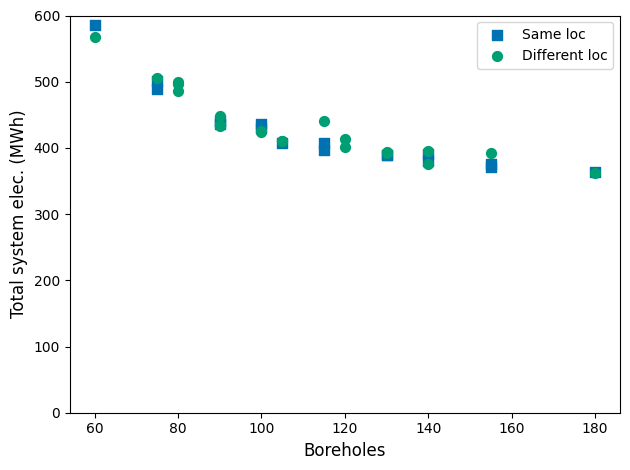 Same loc
Different loc
Total system elec. (MWh)
600
500
400
300
200
100
0
60 80 100 120 140 160 180
Boreholes